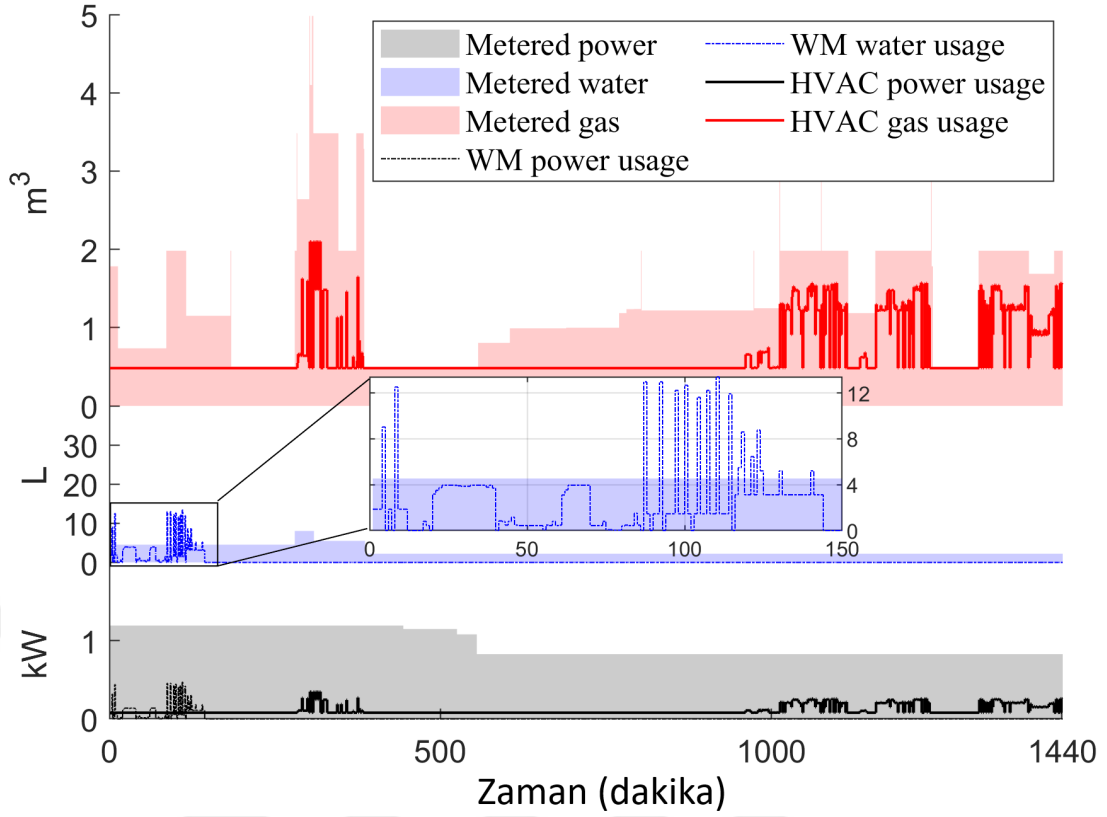 5
4
3
2
1
0
m3
Metered power
Metered water
Metered gas
WM power usage
WM water usage
HVAC power usage
HVAC gas usage
30
20
10
0
L
12
8
4
0
0 50 100 150
1
0
kW
0 500 1000 1440
Zaman (dakika)